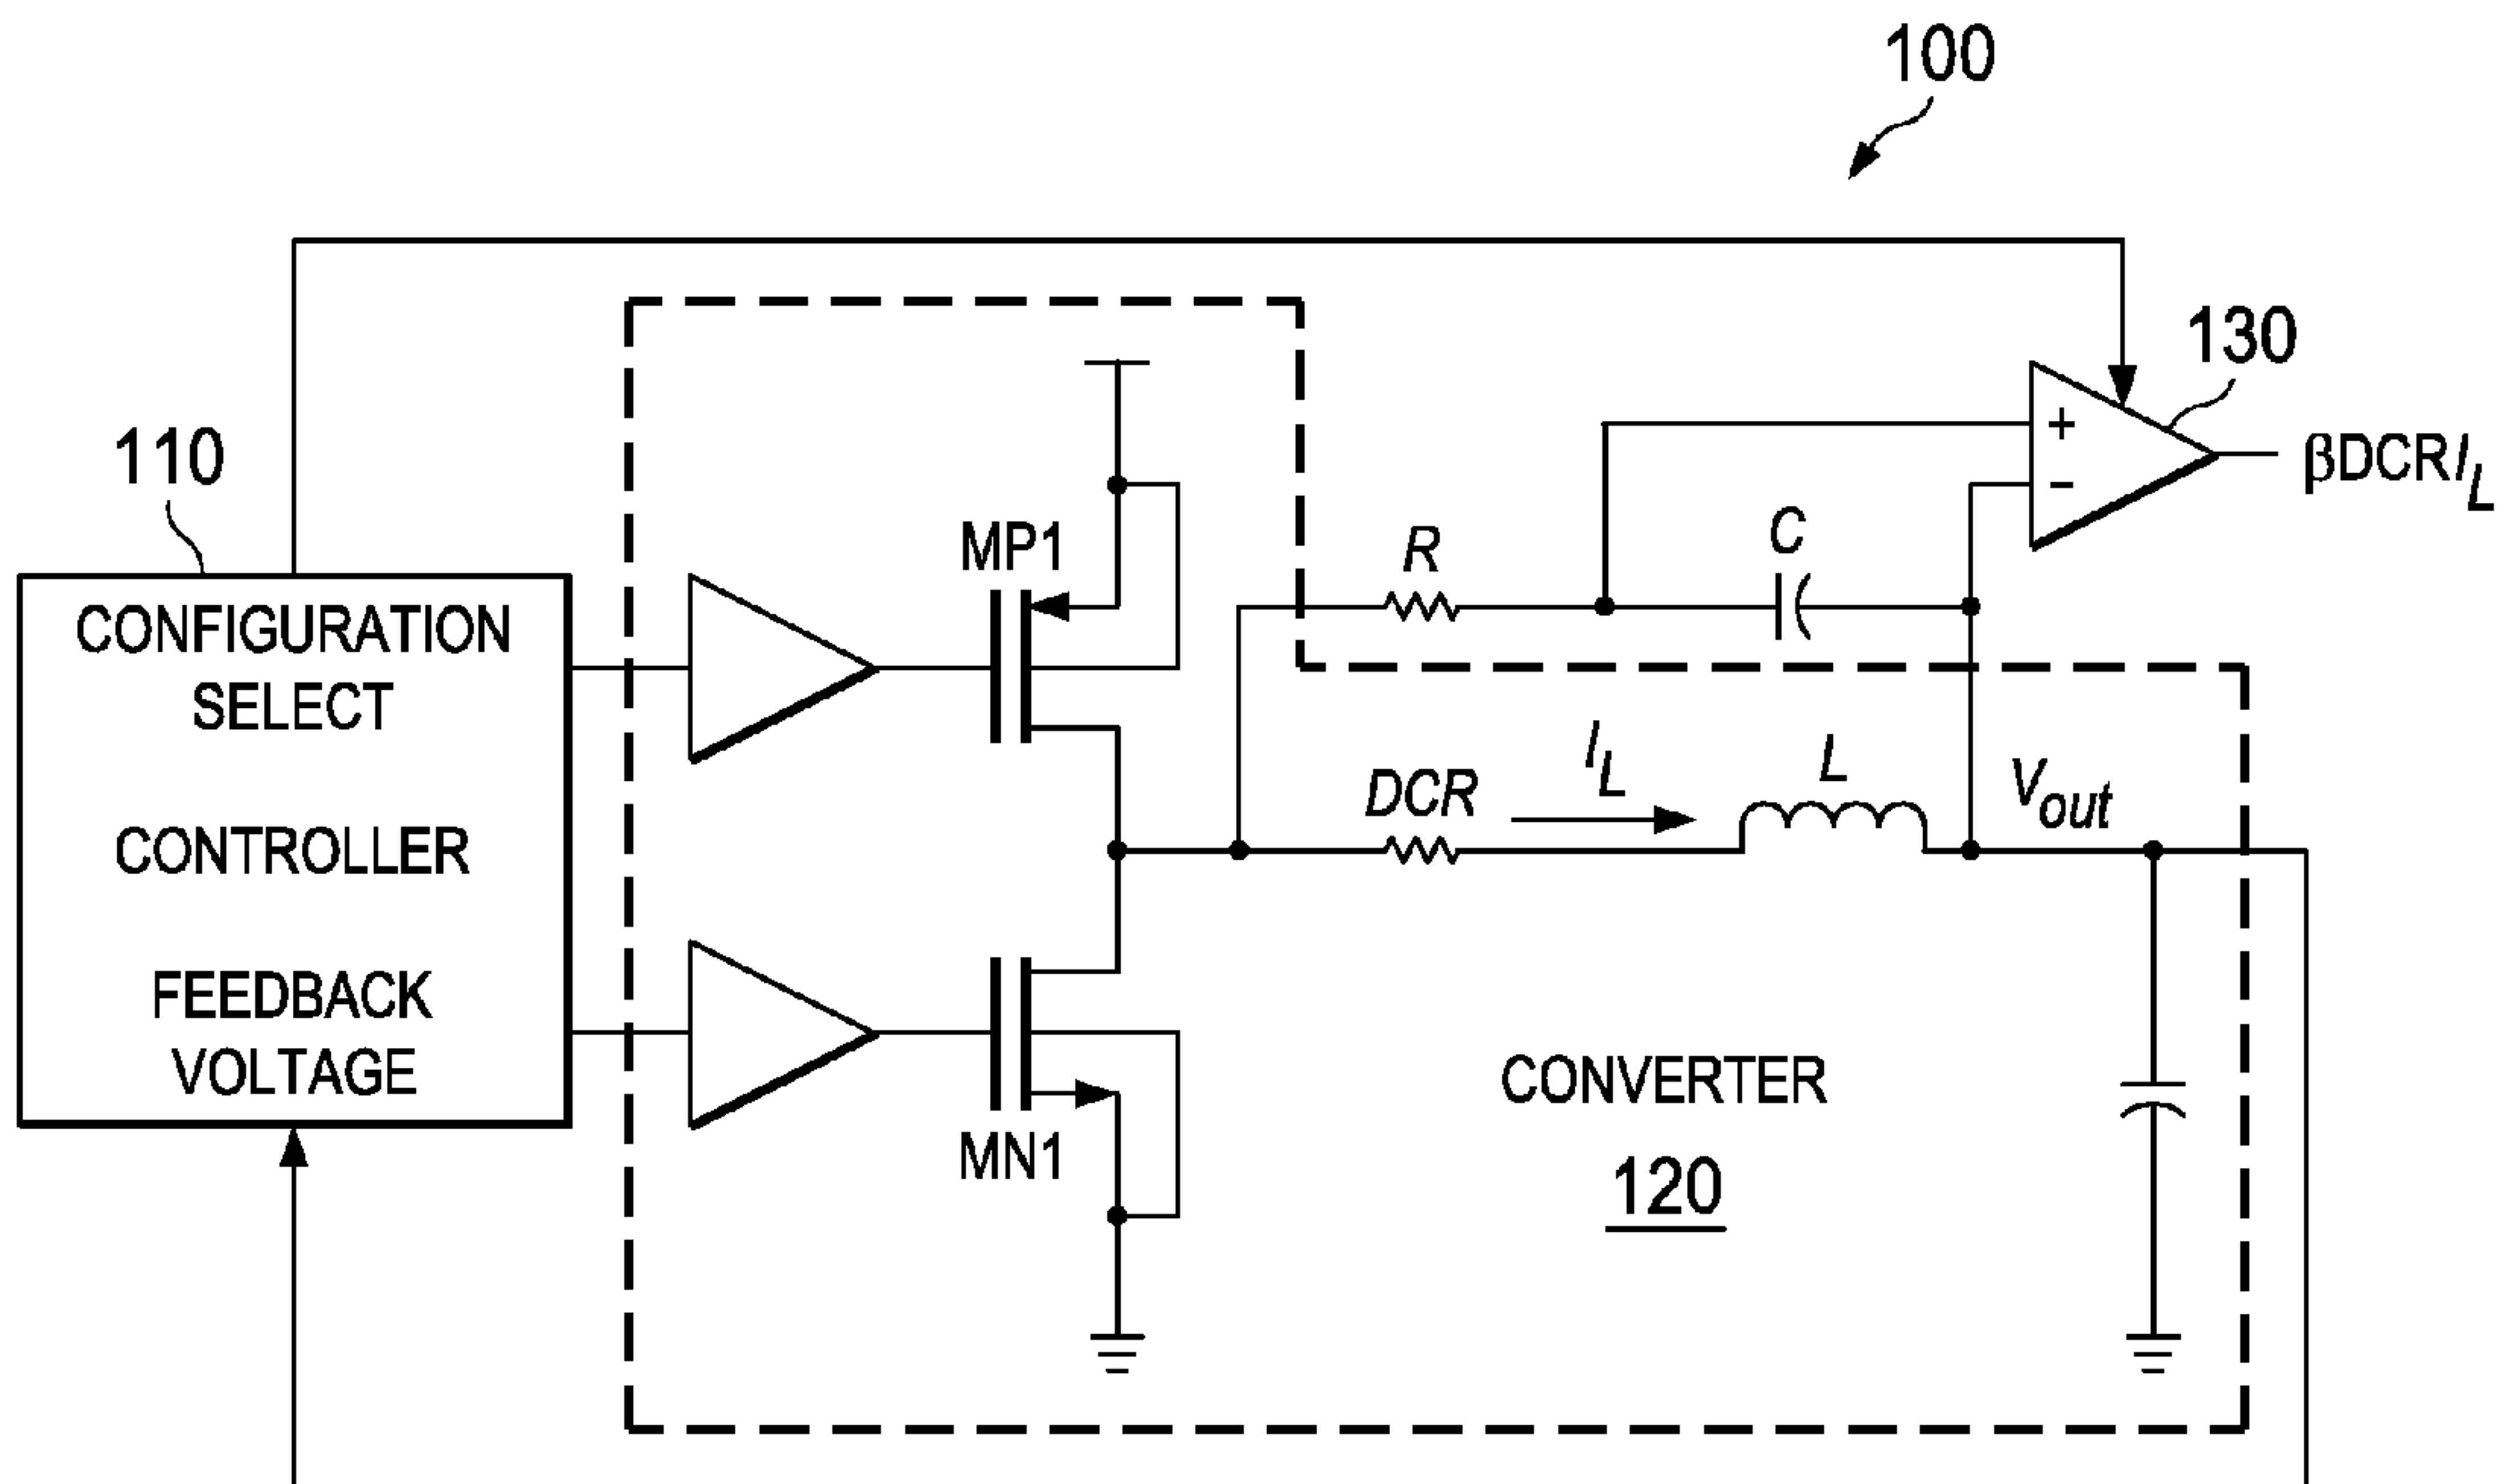 100
130
110
+
-
βDCRI_L
MP1
R
C
CONFIGURATION
SELECT
I_L
L
DCR
V_out
CONTROLLER
FEEDBACK
VOLTAGE
CONVERTER
MN1
120